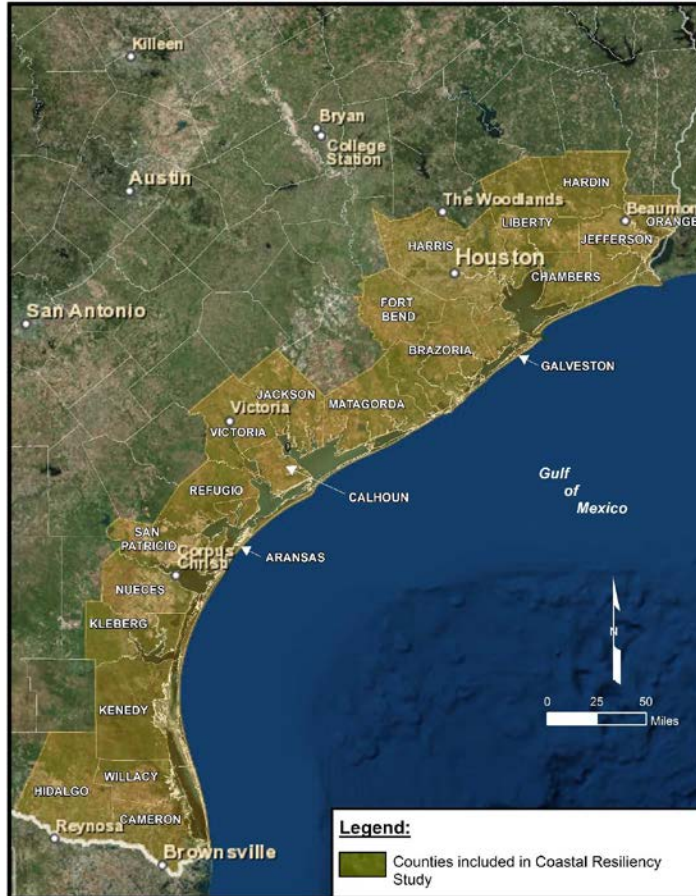 Killeen
Bryan
College
Station
Austin
HARDIN
The Woodlands
Beaumon
ORANGE
LIBERTY
HARRIS
JEFFERSON
Houston
CHAMBERS
San Antonio
FORT
BEND
BRAZORIA
GALVESTON
JACKSON
MATAGORDA
Victoria
VICTORIA
Gulf
of
Mexico
REFUGIO
CALHOUN
SAN
PATRICIO
Corpus
Christ
ARANSAS
NUECES
KLEBERG
N
KENEDY
0 25 50
Miles
WILLACY
HIDALGO
CAMERON
Reynosa
Brownsville
Legend:
Counties included in Coastal Resiliency
Study